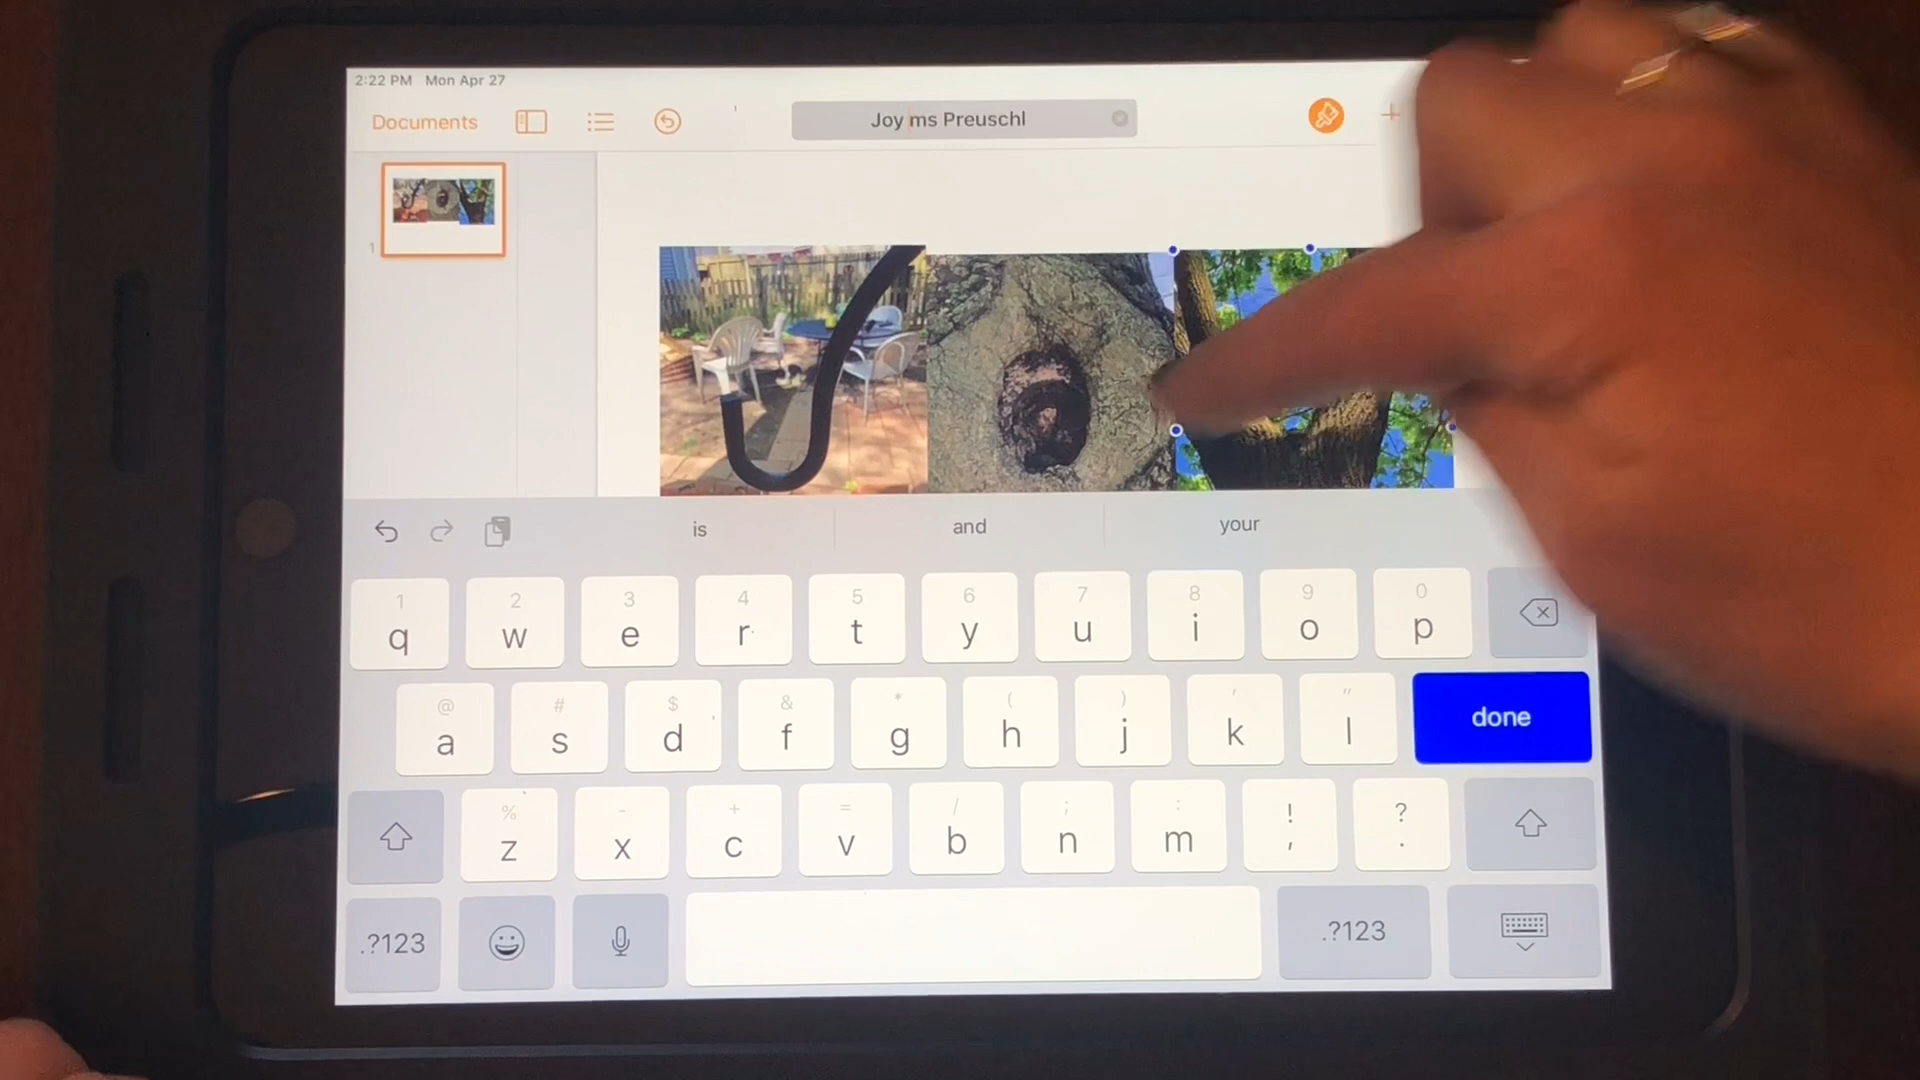 2:22 PM Mon Apr 27
Documents
Joy ms Preuschl
1
is and your
1 2 3 4 5 6 7 8 9 0
q w e r t y u i o p
@ # $ & * ( ) ' "
a s d f g h j k l done
% - + = / ; : ! ?
z x c v b n m , .
.?123 .?123